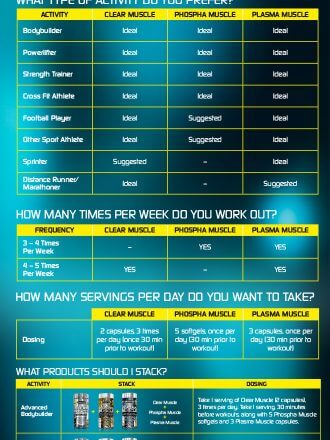 WHAT TYPE OF ACTIVITY DO YOU PREFER?
ACTIVITY CLEAR MUSCLE PHOSPHA MUSCLE PLASMA MUSCLE
Bodybuilder Ideal Ideal Ideal
Powerlifter Ideal Ideal Ideal
Strength Trainer Ideal Ideal Ideal
Cross Fit Athlete Ideal Ideal Ideal
Football Player Ideal Suggested Ideal
Other Sport Athlete Ideal Suggested Ideal
Sprinter Suggested – Ideal
Distance Runner/
Marathoner Ideal – Suggested
HOW MANY TIMES PER WEEK DO YOU WORK OUT?
FREQUENCY CLEAR MUSCLE PHOSPHA MUSCLE PLASMA MUSCLE
3 – 4 Times
Per Week – YES YES
4 – 5 Times
Per Week YES – YES
HOW MANY SERVINGS PER DAY DO YOU WANT TO TAKE?
CLEAR MUSCLE PHOSPHA MUSCLE PLASMA MUSCLE
Dosing
2 capsules, 3 times
per day (once 30 min
prior to workout)
5 softgels, once per
day (30 min prior to
workout)
3 capsules, once per
day (30 min prior to
workout)
WHAT PRODUCTS SHOULD I STACK?
ACTIVITY STACK DOSING
Advanced
Bodybuilder
+ +
Clear Muscle
+
Phospha Muscle
+
Plasma Muscle
Take 1 serving of Clear Muscle (2 capsules),
3 times per day. Take 1 serving, 30 minutes
before workouts, along with 5 Phospha Muscle
softgels and 3 Plasma Muscle capsules.